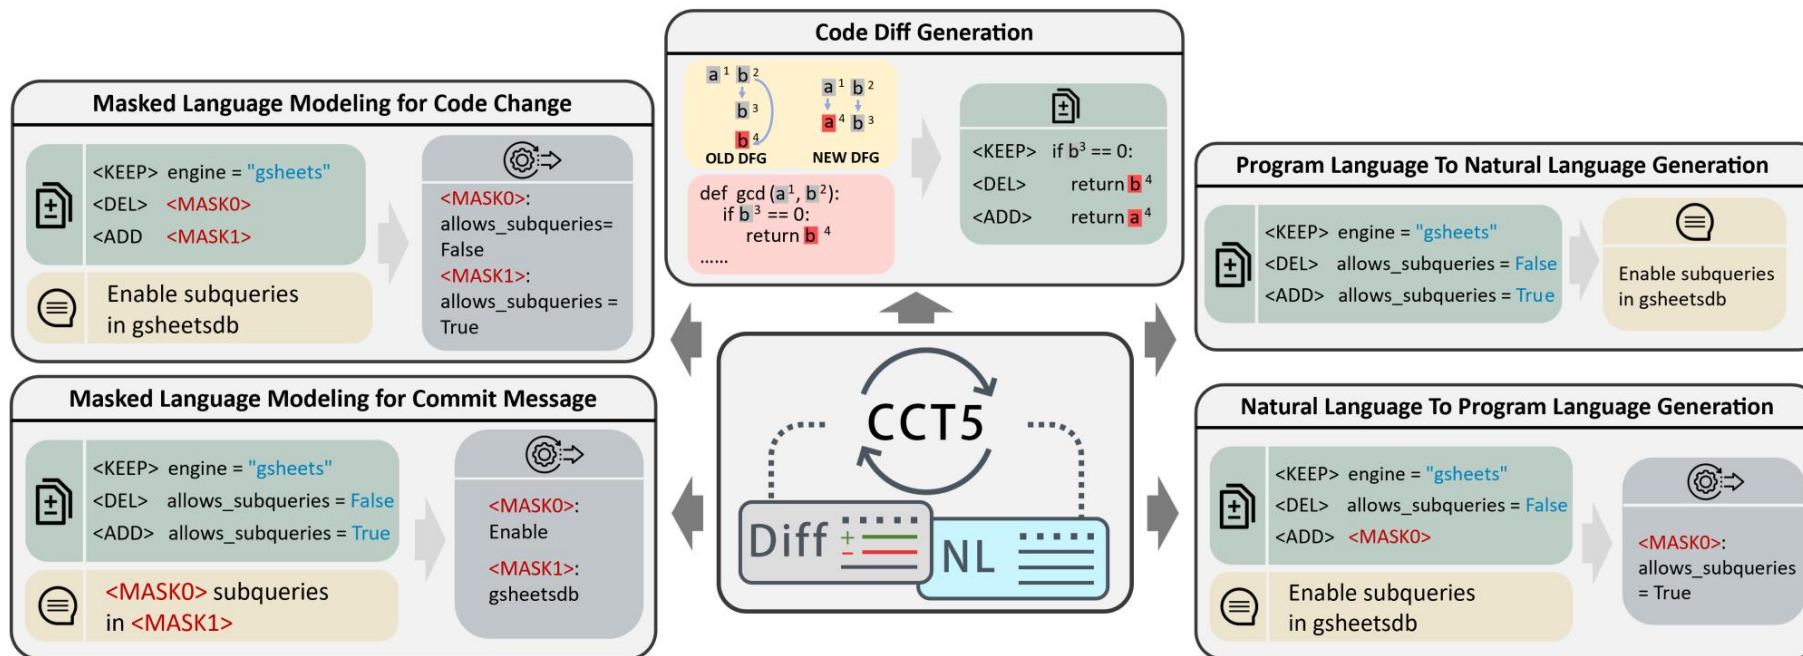 Code Diff Generation
a 1 b 2
b 3
b 4
OLD DFG
a 1 b 2
a 4 b 3
NEW DFG
def gcd (a1, b2):
if b3 == 0:
return b 4
......
<KEEP> if b3 == 0:
<DEL> return b 4
<ADD> return a 4
Masked Language Modeling for Code Change
<KEEP> engine = "gsheets"
<DEL> <MASK0>
<ADD <MASK1>
Enable subqueries
in gsheetsdb
<MASK0>:
allows_subqueries=
False
<MASK1>:
allows_subqueries =
True
Program Language To Natural Language Generation
<KEEP> engine = "gsheets"
<DEL> allows_subqueries = False
<ADD> allows_subqueries = True
Enable subqueries
in gsheetsdb
Masked Language Modeling for Commit Message
<KEEP> engine = "gsheets"
<DEL> allows_subqueries = False
<ADD> allows_subqueries = True
<MASK0> subqueries
in <MASK1>
<MASK0>:
Enable
<MASK1>:
gsheetsdb
CCT5
Diff
NL
Natural Language To Program Language Generation
<KEEP> engine = "gsheets"
<DEL> allows_subqueries = False
<ADD> <MASK0>
Enable subqueries
in gsheetsdb
<MASK0>:
allows_subqueries
= True